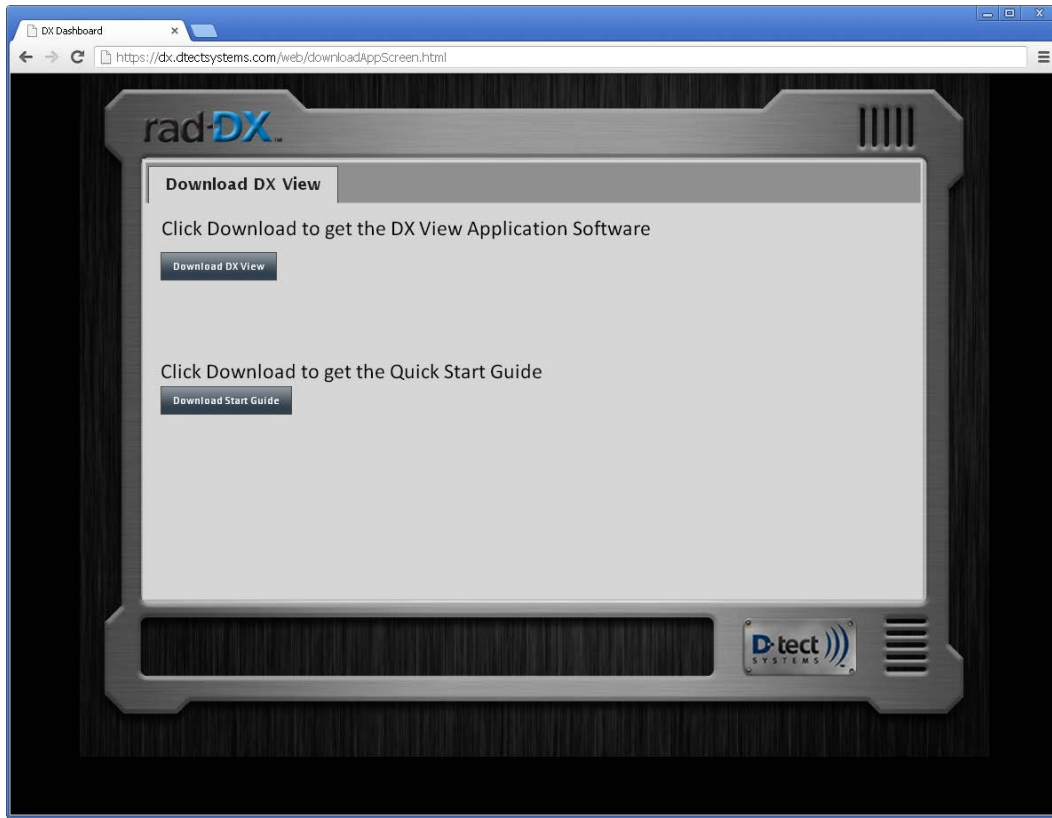 DX Dashboard
https://dx.dtectsystems.com/web/downloadAppScreen.html
rad·DX™
Download DX View
Click Download to get the DX View Application Software
Download DX View
Click Download to get the Quick Start Guide
Download Start Guide
D·tect
SYSTEMS